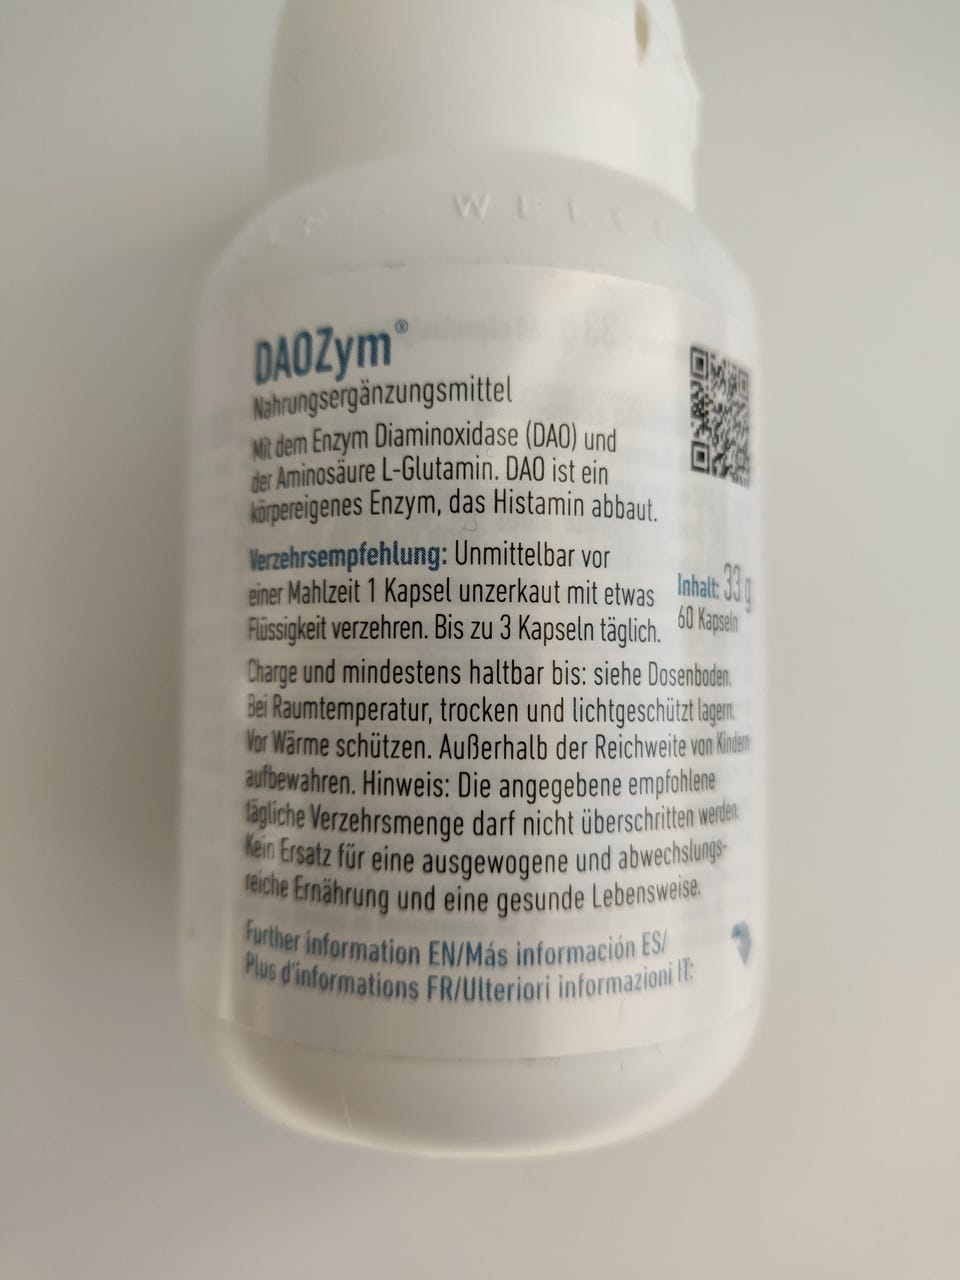 WELCO
DAOZym®
Nahrungsergänzungsmittel
Mit dem Enzym Diaminoxidase (DAO) und
der Aminosäure L-Glutamin. DAO ist ein
körpereigenes Enzym, das Histamin abbaut.
Verzehrsempfehlung: Unmittelbar vor
einer Mahlzeit 1 Kapsel unzerkaut mit etwas
Flüssigkeit verzehren. Bis zu 3 Kapseln täglich.
Inhalt: 33 g
60 Kapseln
Charge und mindestens haltbar bis: siehe Dosenboden.
Bei Raumtemperatur, trocken und lichtgeschützt lagern.
Vor Wärme schützen. Außerhalb der Reichweite von Kindern
aufbewahren. Hinweis: Die angegebene empfohlene
tägliche Verzehrsmenge darf nicht überschritten werden.
Kein Ersatz für eine ausgewogene und abwechslungs-
reiche Ernährung und eine gesunde Lebensweise.
Further information EN/Más información ES/
Plus d'informations FR/Ulteriori informazioni IT: